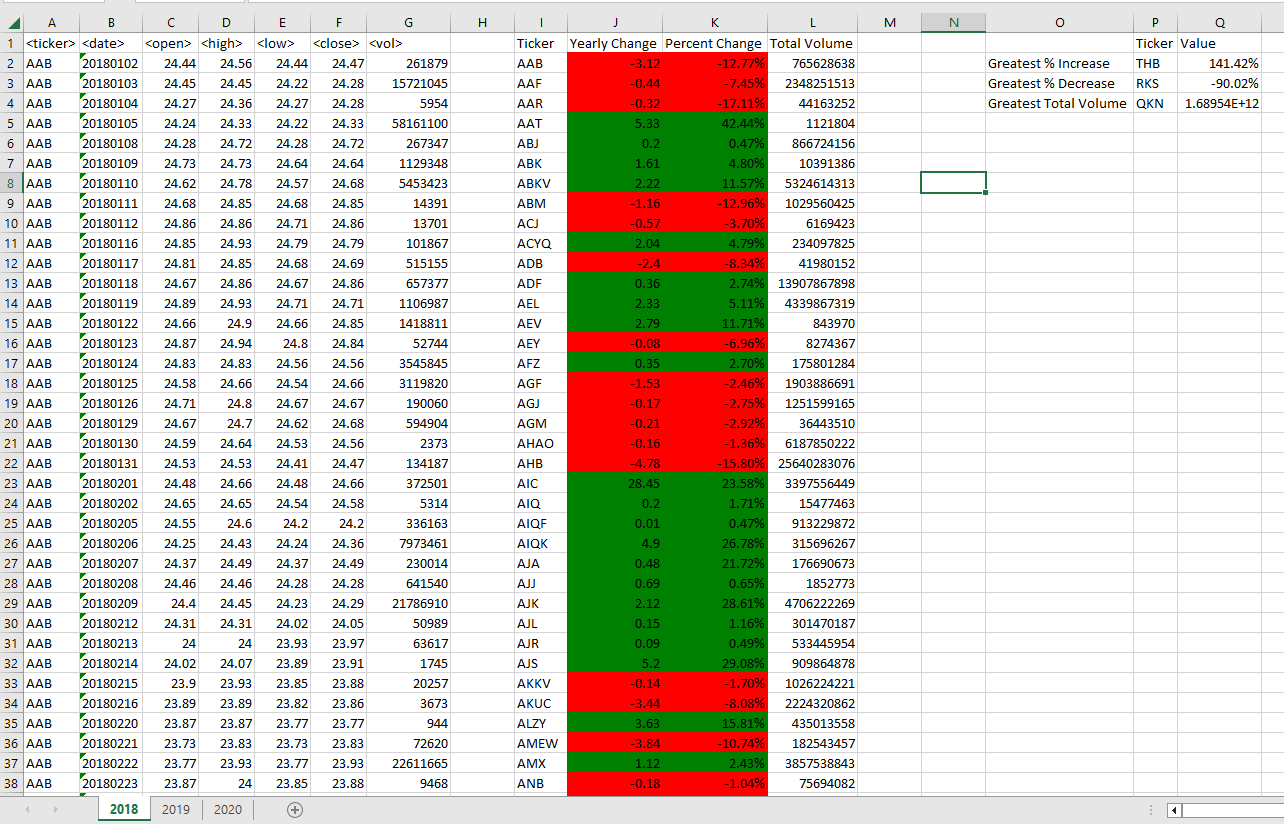 A B C D E F G H I J K L M N O P Q
1 <ticker> <date> <open> <high> <low> <close> <vol> Ticker Yearly Change Percent Change Total Volume Ticker Value
2 AAB 20180102 24.44 24.56 24.44 24.47 261879 AAB -3.12 -12.77% 765628638 Greatest % Increase THB 141.42%
3 AAB 20180103 24.45 24.45 24.22 24.28 15721045 AAF -0.44 -7.45% 2348251513 Greatest % Decrease RKS -90.02%
4 AAB 20180104 24.27 24.36 24.27 24.28 5954 AAR -0.32 -17.11% 44163252 Greatest Total Volume QKN 1.68954E+12
5 AAB 20180105 24.24 24.33 24.22 24.33 58161100 AAT 5.33 42.44% 1121804
6 AAB 20180108 24.28 24.72 24.28 24.72 267347 ABJ 0.2 0.47% 866724156
7 AAB 20180109 24.73 24.73 24.64 24.64 1129348 ABK 1.61 4.80% 10391386
8 AAB 20180110 24.62 24.78 24.57 24.68 5453423 ABKV 2.22 11.57% 5324614313
9 AAB 20180111 24.68 24.85 24.68 24.85 14391 ABM -1.16 -12.96% 1029560425
10 AAB 20180112 24.86 24.86 24.71 24.86 13701 ACJ -0.57 -3.70% 6169423
11 AAB 20180116 24.85 24.93 24.79 24.79 101867 ACYQ 2.04 4.79% 234097825
12 AAB 20180117 24.81 24.85 24.68 24.69 515155 ADB -2.4 -8.34% 41980152
13 AAB 20180118 24.67 24.86 24.67 24.86 657377 ADF 0.36 2.74% 13907867898
14 AAB 20180119 24.89 24.93 24.71 24.71 1106987 AEL 2.33 5.11% 4339867319
15 AAB 20180122 24.66 24.9 24.66 24.85 1418811 AEV 2.79 11.71% 843970
16 AAB 20180123 24.87 24.94 24.8 24.84 52744 AEY -0.08 -6.96% 8274367
17 AAB 20180124 24.83 24.83 24.56 24.56 3545845 AFZ 0.35 2.70% 175801284
18 AAB 20180125 24.58 24.66 24.54 24.66 3119820 AGF -1.53 -2.46% 1903886691
19 AAB 20180126 24.71 24.8 24.67 24.67 190060 AGJ -0.17 -2.75% 1251599165
20 AAB 20180129 24.67 24.7 24.62 24.68 594904 AGM -0.21 -2.92% 36443510
21 AAB 20180130 24.59 24.64 24.53 24.56 2373 AHAO -0.16 -1.36% 6187850222
22 AAB 20180131 24.53 24.53 24.41 24.47 134187 AHB -4.78 -15.80% 25640283076
23 AAB 20180201 24.48 24.66 24.48 24.66 372501 AIC 28.45 23.58% 3397556449
24 AAB 20180202 24.65 24.65 24.54 24.58 5314 AIQ 0.2 1.71% 15477463
25 AAB 20180205 24.55 24.6 24.2 24.2 336163 AIQF 0.01 0.47% 913229872
26 AAB 20180206 24.25 24.43 24.24 24.36 7973461 AIQK 4.9 26.78% 315696267
27 AAB 20180207 24.37 24.49 24.37 24.49 230014 AJA 0.48 21.72% 176690673
28 AAB 20180208 24.46 24.46 24.28 24.28 641540 AJJ 0.69 0.65% 1852773
29 AAB 20180209 24.4 24.45 24.23 24.29 21786910 AJK 2.12 28.61% 4706222269
30 AAB 20180212 24.31 24.31 24.02 24.05 50989 AJL 0.15 1.16% 301470187
31 AAB 20180213 24 24 23.93 23.97 63617 AJR 0.09 0.49% 533445954
32 AAB 20180214 24.02 24.07 23.89 23.91 1745 AJS 5.2 29.08% 909864878
33 AAB 20180215 23.9 23.93 23.85 23.88 20257 AKKV -0.14 -1.70% 1026224221
34 AAB 20180216 23.89 23.89 23.82 23.86 3673 AKUC -3.44 -8.08% 2224320862
35 AAB 20180220 23.87 23.87 23.77 23.77 944 ALZY 3.63 15.81% 435013558
36 AAB 20180221 23.73 23.83 23.73 23.83 72620 AMEW -3.84 -10.74% 182543457
37 AAB 20180222 23.77 23.93 23.77 23.93 22611665 AMX 1.12 2.43% 3857538843
38 AAB 20180223 23.87 24 23.85 23.88 9468 ANB -0.18 -1.04% 75694082
2018 2019 2020